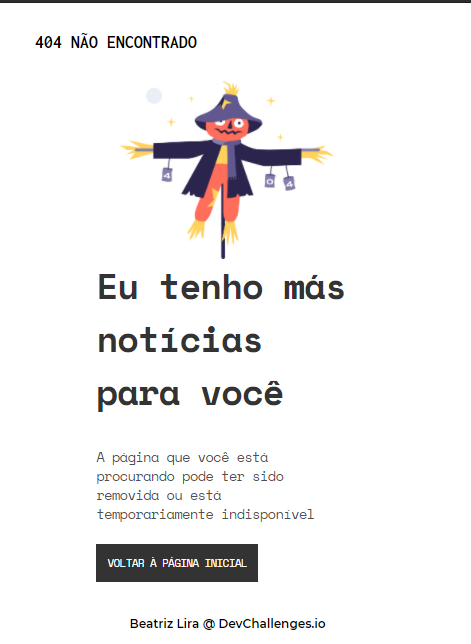 404 NÃO ENCONTRADO
4
0 4
Eu tenho más
notícias
para você
A página que você está
procurando pode ter sido
removida ou está
temporariamente indisponível
VOLTAR À PÁGINA INICIAL
Beatriz Lira @ DevChallenges.io